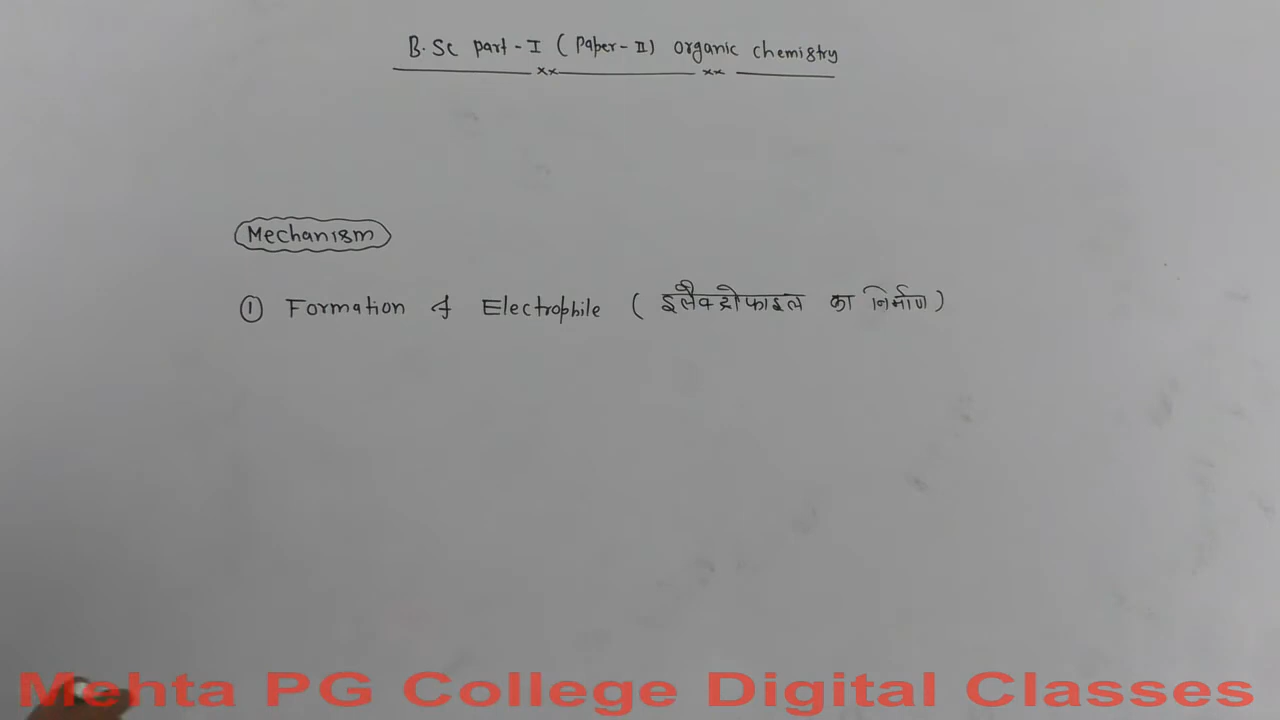 B.Sc part-I (Paper-II) organic chemistry
Mechanism
① Formation of Electrophile (इलैक्ट्रोफाइल का निर्माण)
Mehta PG College Digital Classes